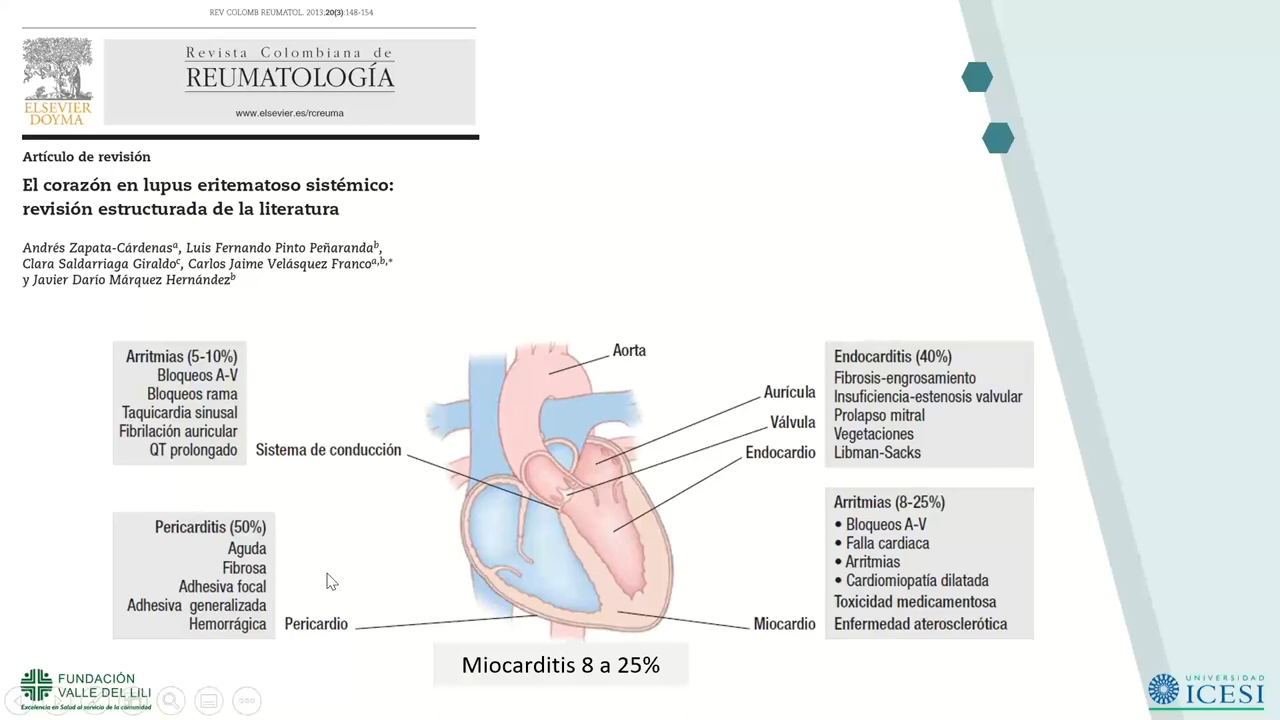 REV COLOMB REUMATOL. 2013;20(3):148-154
Revista Colombiana de
REUMATOLOGÍA
www.elsevier.es/rcreuma
ELSEVIER
DOYMA
Artículo de revisión
El corazón en lupus eritematoso sistémico:
revisión estructurada de la literatura
Andrés Zapata-Cárdenasᵃ, Luis Fernando Pinto Peñarandaᵇ,
Clara Saldarriaga Giraldoᶜ, Carlos Jaime Velásquez Francoᵃ,ᵇ,*
y Javier Darío Márquez Hernándezᵇ
Arritmias (5-10%)
Bloqueos A-V
Bloqueos rama
Taquicardia sinusal
Fibrilación auricular
QT prolongado
Sistema de conducción
Pericarditis (50%)
Aguda
Fibrosa
Adhesiva focal
Adhesiva generalizada
Hemorrágica
Pericardio
Aorta
Aurícula
Válvula
Endocardio
Miocardio
Endocarditis (40%)
Fibrosis-engrosamiento
Insuficiencia-estenosis valvular
Prolapso mitral
Vegetaciones
Libman-Sacks
Arritmias (8-25%)
• Bloqueos A-V
• Falla cardiaca
• Arritmias
• Cardiomiopatía dilatada
Toxicidad medicamentosa
Enfermedad aterosclerótica
Miocarditis 8 a 25%
FUNDACIÓN
VALLE DEL LILI
Excelencia en Salud al servicio de la comunidad
UNIVERSIDAD
ICESI